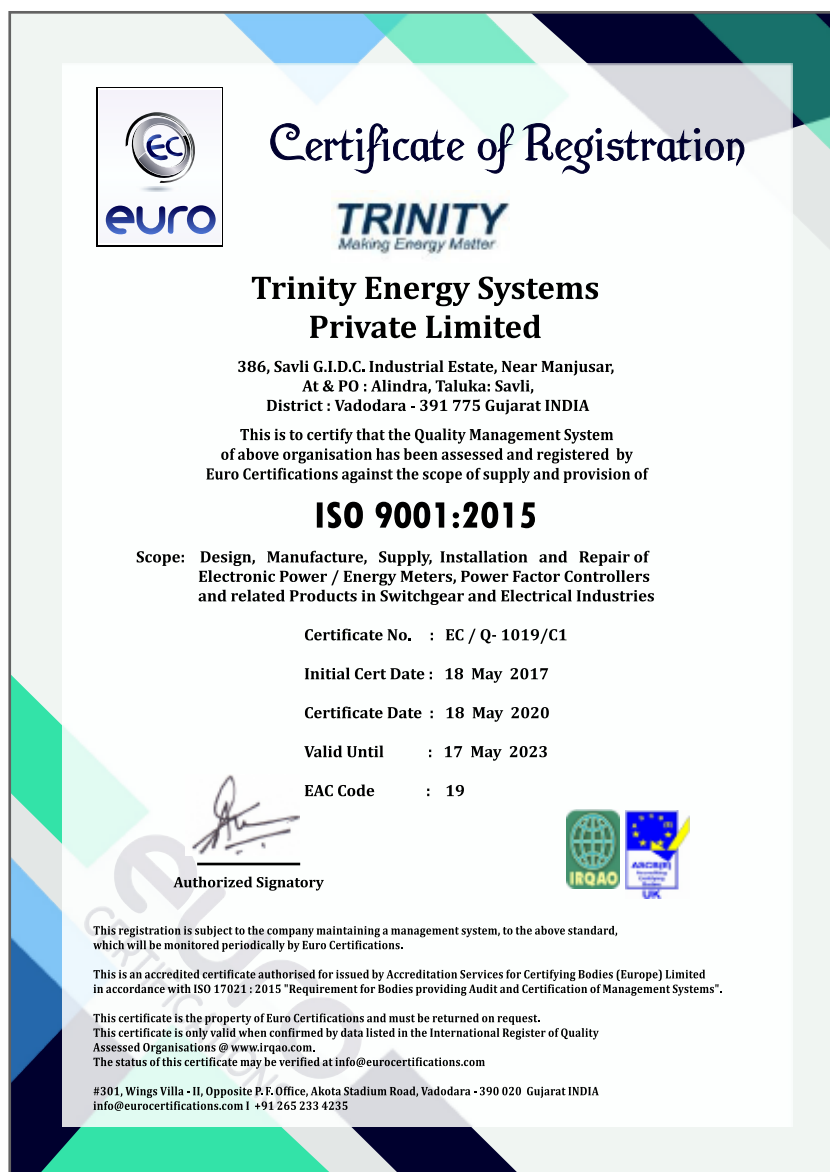 EC
euro
Certificate of Registration
TRINITY
Making Energy Matter
Trinity Energy Systems
Private Limited
386, Savli G.I.D.C. Industrial Estate, Near Manjusar,
At & PO : Alindra, Taluka: Savli,
District : Vadodara - 391 775 Gujarat INDIA
This is to certify that the Quality Management System
of above organisation has been assessed and registered by
Euro Certifications against the scope of supply and provision of
ISO 9001:2015
Scope: Design, Manufacture, Supply, Installation and Repair of
Electronic Power / Energy Meters, Power Factor Controllers
and related Products in Switchgear and Electrical Industries
Certificate No. : EC / Q- 1019/C1
Initial Cert Date : 18 May 2017
Certificate Date : 18 May 2020
Valid Until : 17 May 2023
EAC Code : 19
Authorized Signatory
IRQAO
ASCB(E)
Accrediting
Certifying
Bodies
UK
euro
CERTIFICATIONS
This registration is subject to the company maintaining a management system, to the above standard,
which will be monitored periodically by Euro Certifications.
This is an accredited certificate authorised for issued by Accreditation Services for Certifying Bodies (Europe) Limited
in accordance with ISO 17021 : 2015 "Requirement for Bodies providing Audit and Certification of Management Systems".
This certificate is the property of Euro Certifications and must be returned on request.
This certificate is only valid when confirmed by data listed in the International Register of Quality
Assessed Organisations @ www.irqao.com.
The status of this certificate may be verified at info@eurocertifications.com
#301, Wings Villa - II, Opposite P. F. Office, Akota Stadium Road, Vadodara - 390 020 Gujarat INDIA
info@eurocertifications.com I +91 265 233 4235